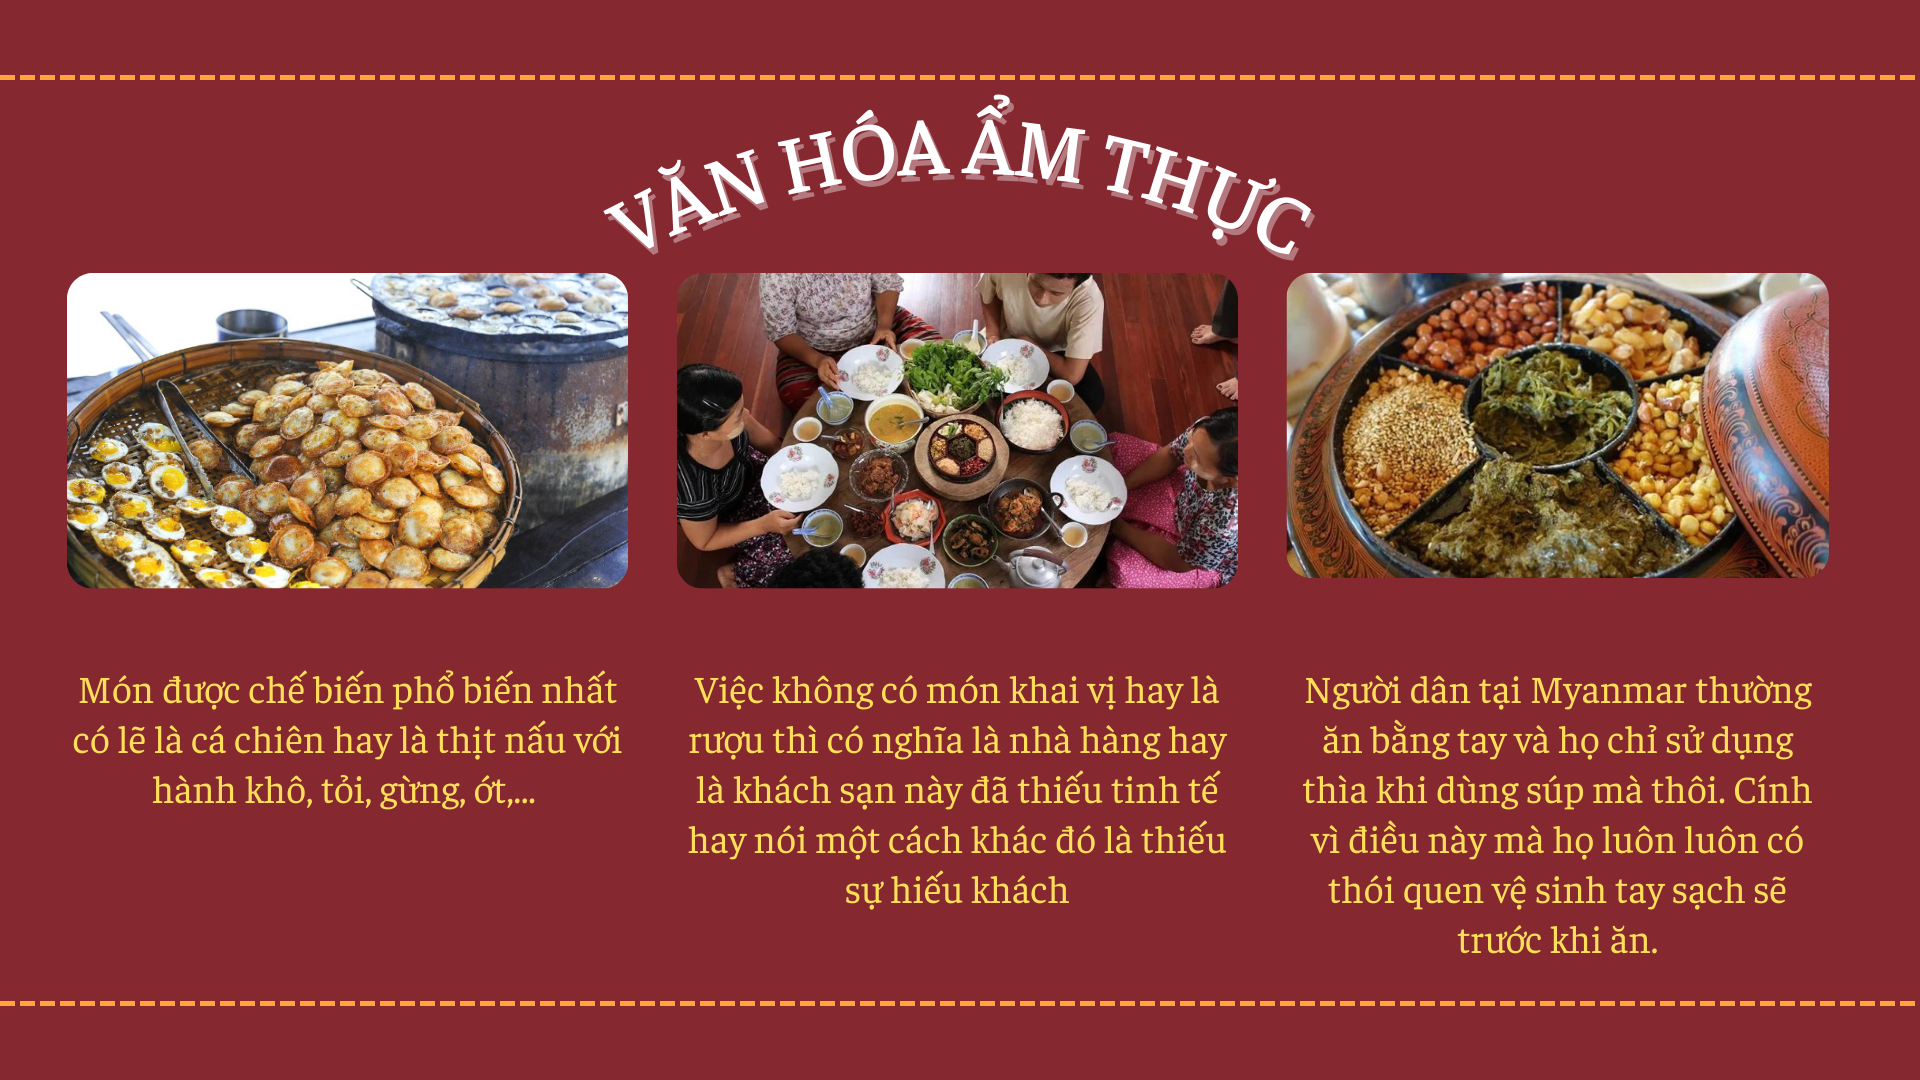 VĂN HÓA ẨM THỰC
Món được chế biến phổ biến nhất
có lẽ là cá chiên hay là thịt nấu với
hành khô, tỏi, gừng, ớt,...
Việc không có món khai vị hay là
rượu thì có nghĩa là nhà hàng hay
là khách sạn này đã thiếu tinh tế
hay nói một cách khác đó là thiếu
sự hiếu khách
Người dân tại Myanmar thường
ăn bằng tay và họ chỉ sử dụng
thìa khi dùng súp mà thôi. Cính
vì điều này mà họ luôn luôn có
thói quen vệ sinh tay sạch sẽ
trước khi ăn.